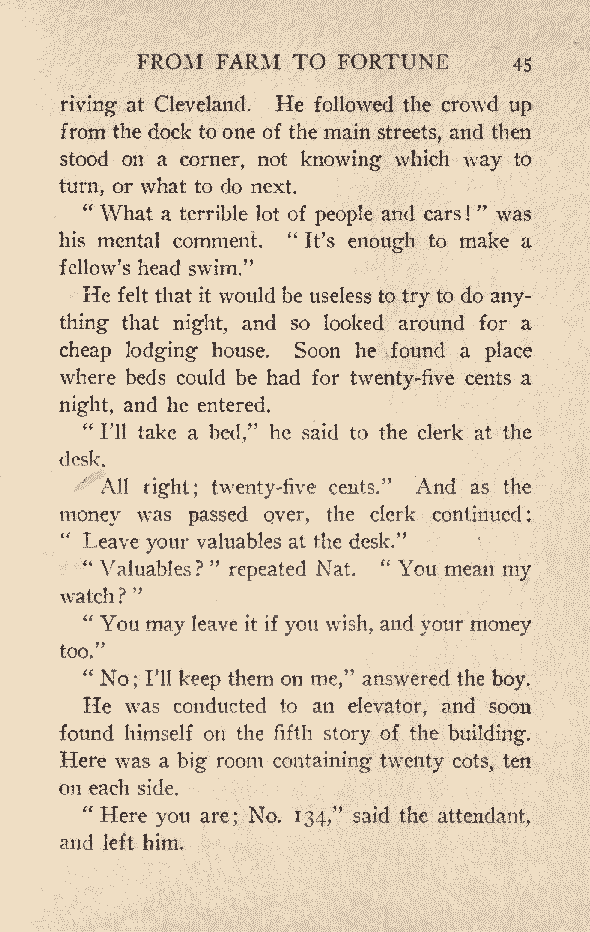 FROM FARM TO FORTUNE 45
riving at Cleveland. He followed the crowd up
from the dock to one of the main streets, and then
stood on a corner, not knowing which way to
turn, or what to do next.
“ What a terrible lot of people and cars! ” was
his mental comment. “ It’s enough to make a
fellow’s head swim.”
He felt that it would be useless to try to do any-
thing that night, and so looked around for a
cheap lodging house. Soon he found a place
where beds could be had for twenty-five cents a
night, and he entered.
“ I’ll take a bed,” he said to the clerk at the
desk.
“ All right; twenty-five cents.” And as the
money was passed over, the clerk continued:
“ Leave your valuables at the desk.”
“ Valuables? ” repeated Nat. “ You mean my
watch? ”
“ You may leave it if you wish, and your money
too.”
“ No; I’ll keep them on me,” answered the boy.
He was conducted to an elevator, and soon
found himself on the fifth story of the building.
Here was a big room containing twenty cots, ten
on each side.
“ Here you are; No. 134,” said the attendant,
and left him.